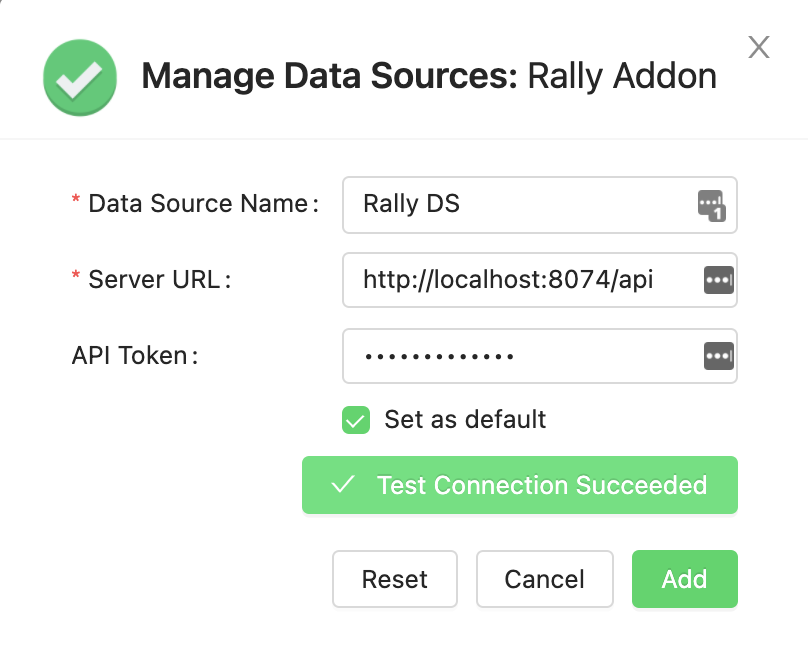 Manage Data Sources: Rally Addon
X
* Data Source Name: Rally DS
1
* Server URL: http://localhost:8074/api
API Token: •••••••••••••
Set as default
Test Connection Succeeded
Reset Cancel Add